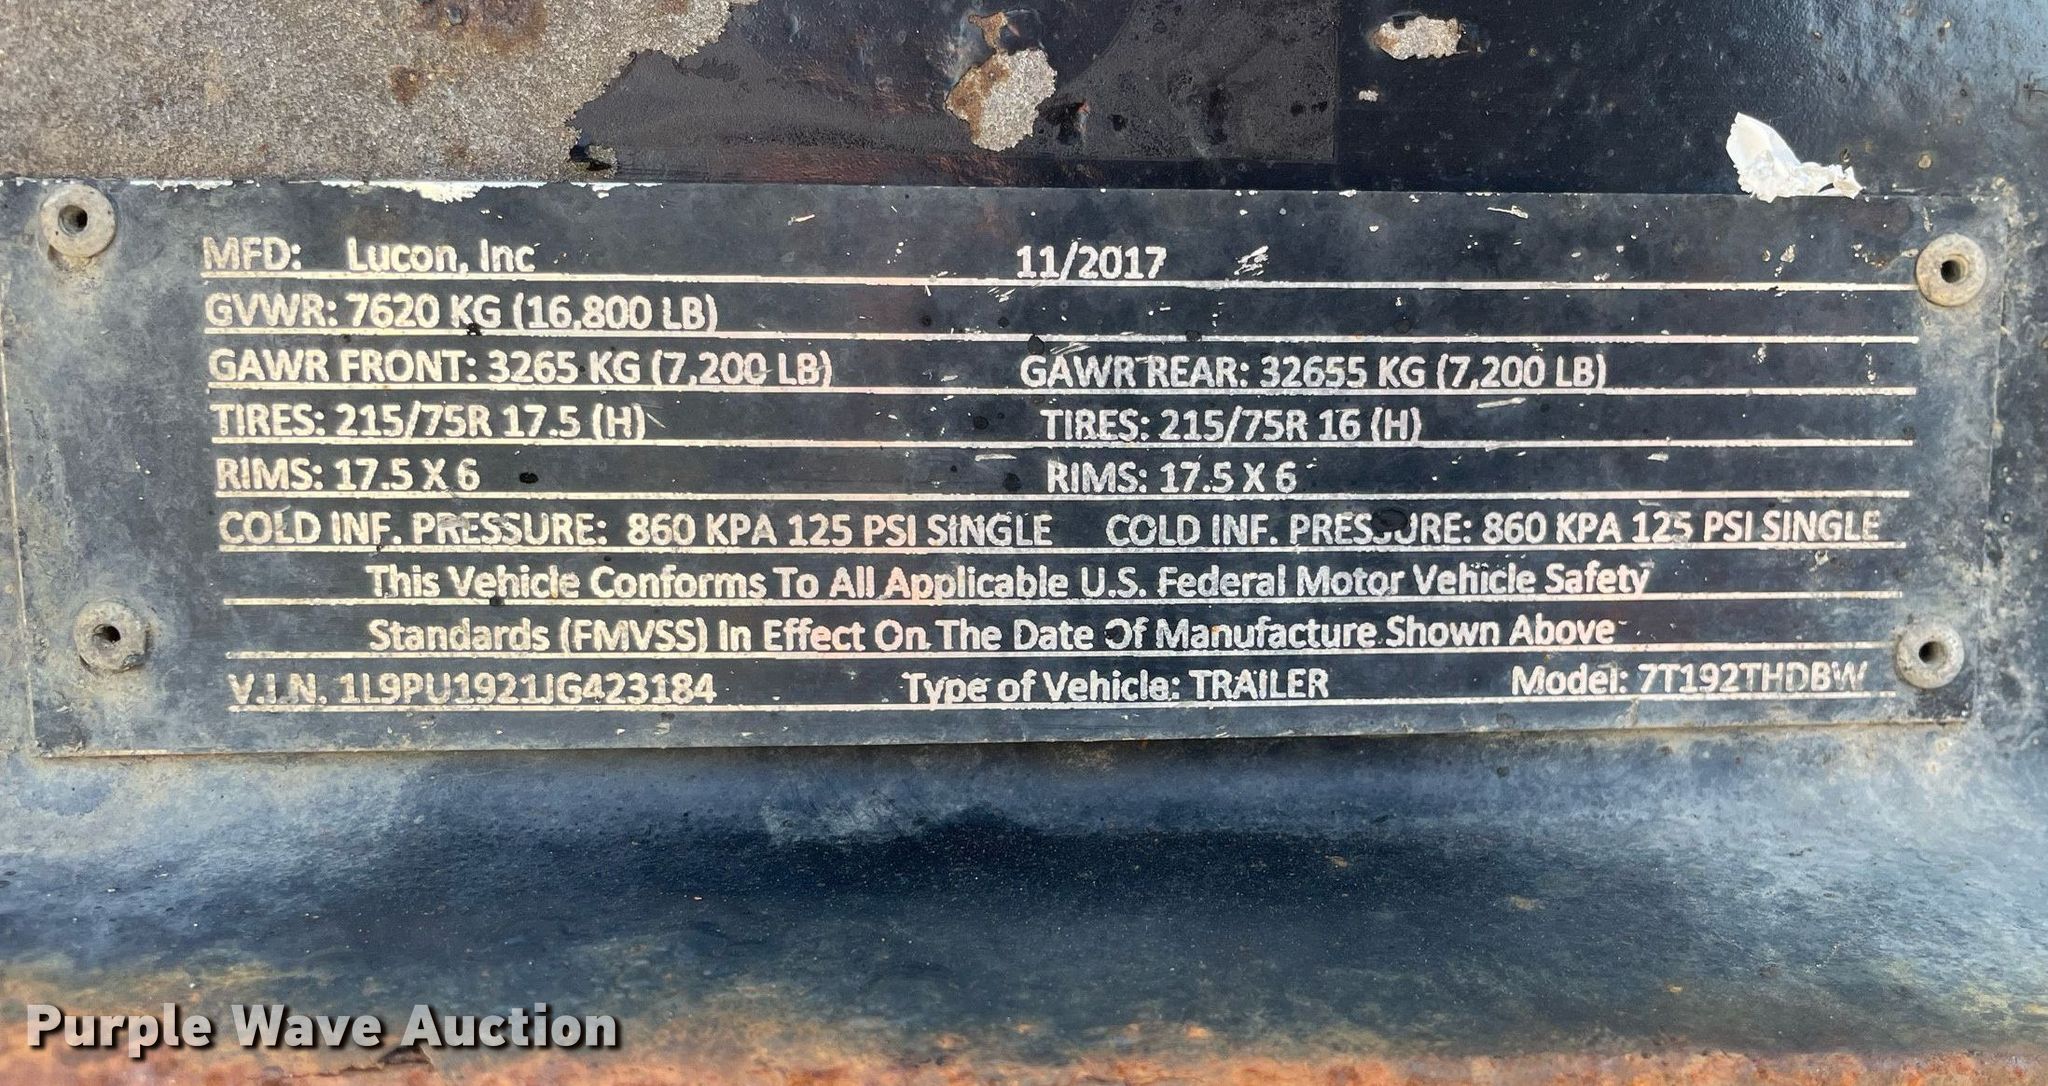 MFD: Lucon, Inc 11/2017
GVWR: 7620 KG (16,800 LB)
GAWR FRONT: 3265 KG (7,200 LB) GAWR REAR: 32655 KG (7,200 LB)
TIRES: 215/75R 17.5 (H) TIRES: 215/75R 16 (H)
RIMS: 17.5 X 6 RIMS: 17.5 X 6
COLD INF. PRESSURE: 860 KPA 125 PSI SINGLE COLD INF. PRESSURE: 860 KPA 125 PSI SINGLE
This Vehicle Conforms To All Applicable U.S. Federal Motor Vehicle Safety
Standards (FMVSS) In Effect On The Date Of Manufacture Shown Above
V.I.N. 1L9PU1921JG423184 Type of Vehicle: TRAILER Model: 7T192THDBW
Purple Wave Auction